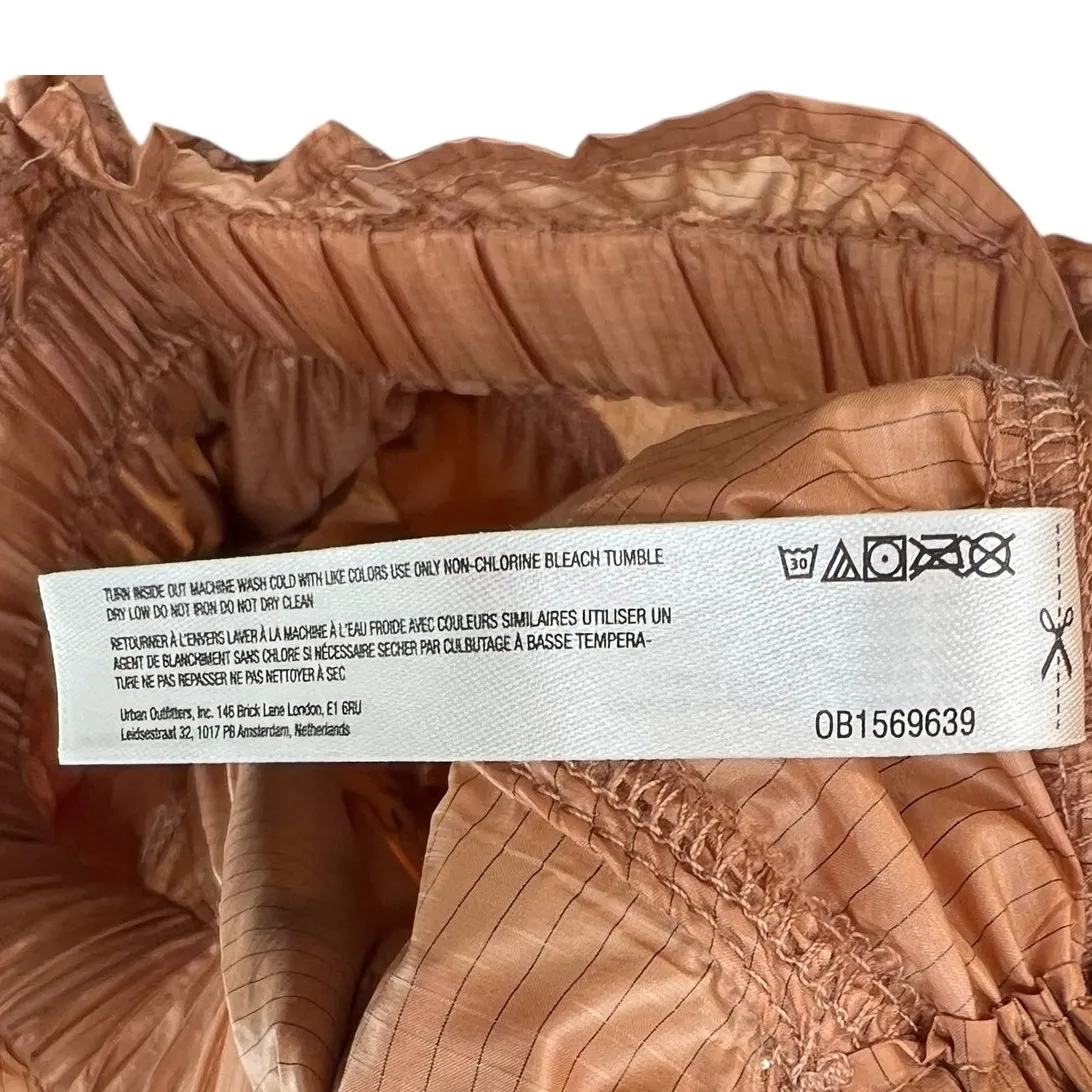 TURN INSIDE OUT MACHINE WASH COLD WITH LIKE COLORS USE ONLY NON-CHLORINE BLEACH TUMBLE
DRY LOW DO NOT IRON DO NOT DRY CLEAN
RETOURNER À L'ENVERS LAVER À LA MACHINE À L'EAU FROIDE AVEC COULEURS SIMILAIRES UTILISER UN
AGENT DE BLANCHIMENT SANS CHLORE SI NÉCESSAIRE SECHER PAR CULBUTAGE À BASSE TEMPERA-
TURE NE PAS REPASSER NE PAS NETTOYER À SEC
Urban Outfitters, Inc. 146 Brick Lane London, E1 6RU
Leidsestraat 32, 1017 PB Amsterdam, Netherlands
30
OB1569639